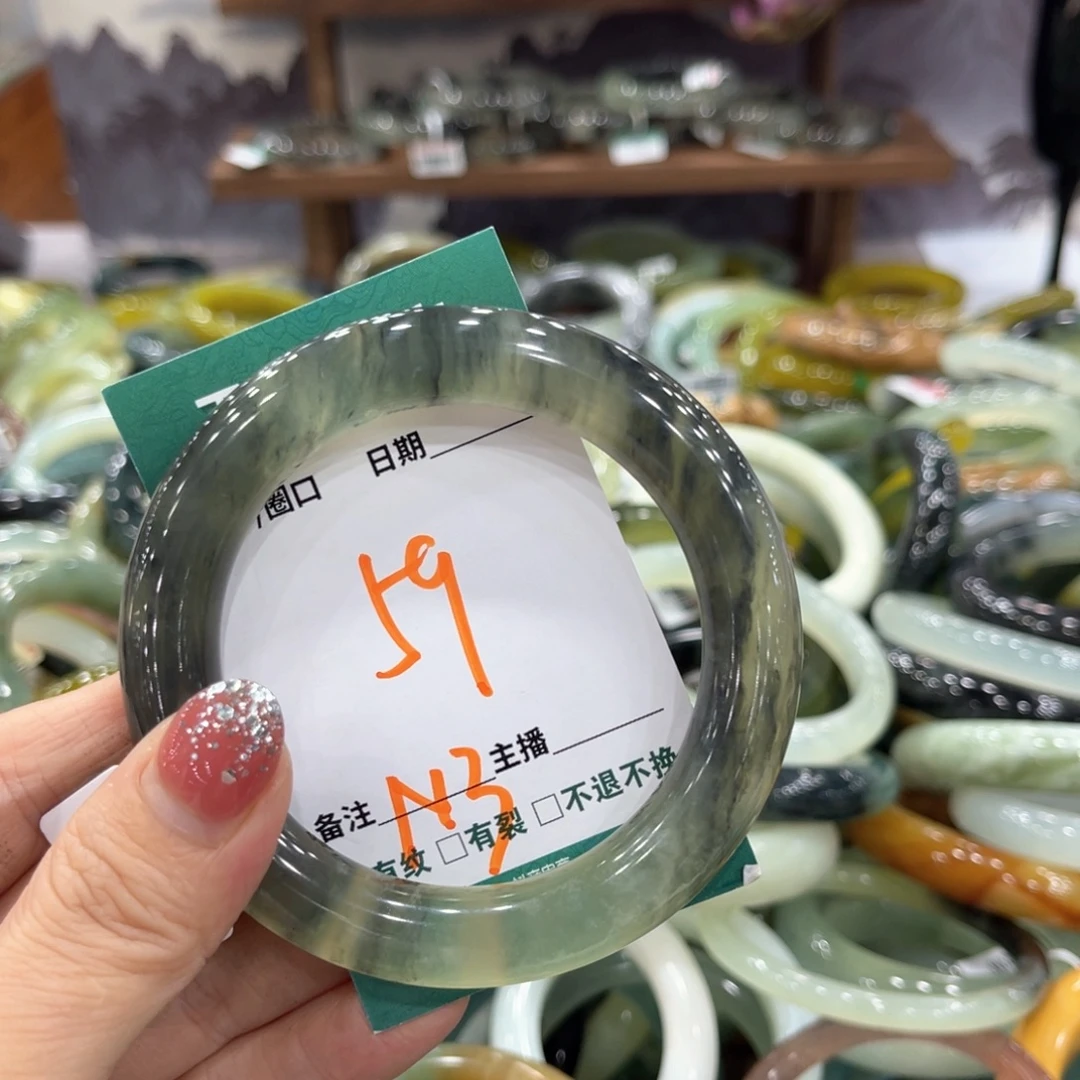 圈口 日期
59
主播
备注 N3
有纹 □有裂 □不退不换